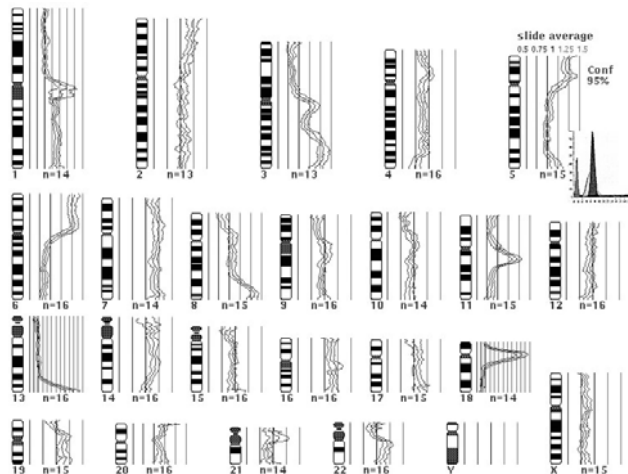 slide average
0.5 0.75 1 1.25 1.5
Conf
95%
1 n=14
2 n=13
3 n=13
4 n=16
5 n=15
6 n=16
7 n=14
8 n=15
9 n=16
10 n=14
11 n=15
12 n=16
13 n=16
14 n=16
15 n=16
16 n=16
17 n=15
18 n=14
19 n=15
20 n=16
21 n=14
22 n=16
Y
X n=15